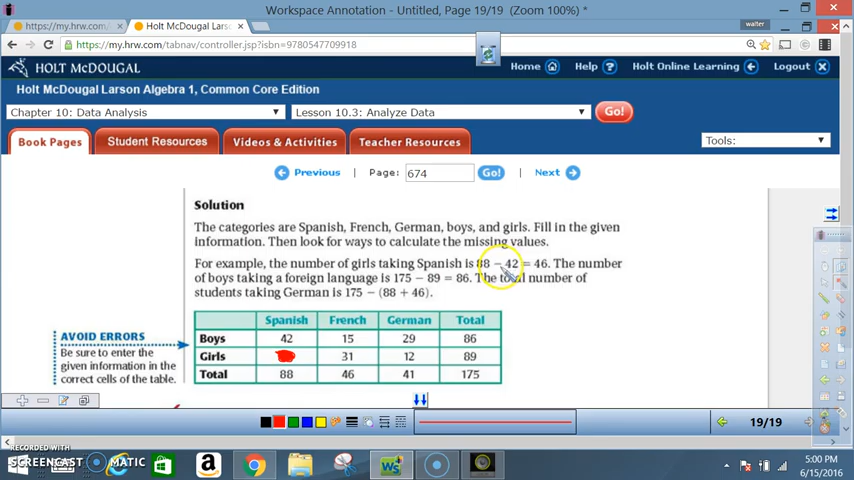 Workspace Annotation - Untitled, Page 19/19 (Zoom 100%) *
https://my.hrw.com/tabnav/
Holt McDougal Larson Alg
walter
https://my.hrw.com/tabnav/controller.jsp?isbn=9780547709918
HOLT MCDOUGAL
Home
Help
Holt Online Learning
Logout
Holt McDougal Larson Algebra 1, Common Core Edition
Chapter 10: Data Analysis
Lesson 10.3: Analyze Data
Go!
Book Pages
Student Resources
Videos & Activities
Teacher Resources
Tools:
Previous | Page: 674 Go! | Next
Solution
The categories are Spanish, French, German, boys, and girls. Fill in the given
information. Then look for ways to calculate the missing values.
For example, the number of girls taking Spanish is 88 − 42 = 46. The number
of boys taking a foreign language is 175 − 89 = 86. The total number of
students taking German is 175 − (88 + 46).
AVOID ERRORS
Be sure to enter the
given information in the
correct cells of the table.
Spanish French German Total
Boys 42 15 29 86
Girls 31 12 89
Total 88 46 41 175
19/19
RECORDED WITH
SCREENCAST MATIC
5:00 PM
6/15/2016